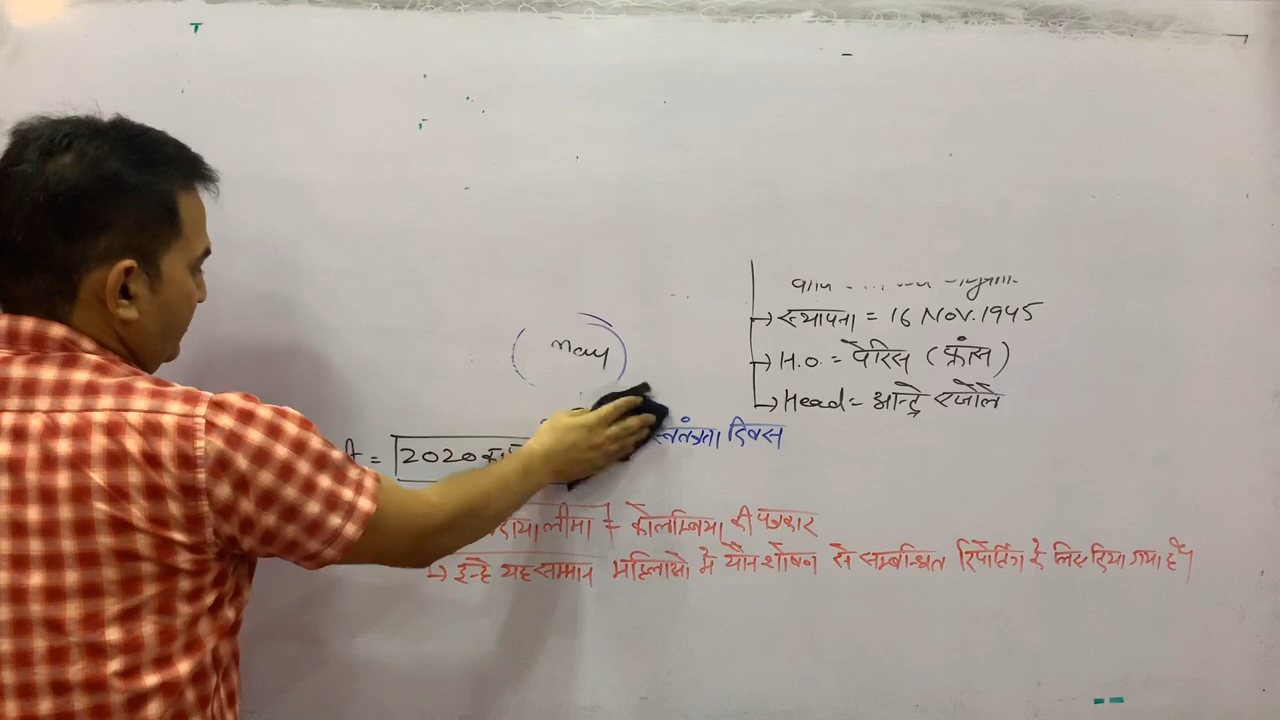 → स्थापना = 16 Nov. 1945
→ H.O. = पेरिस (फ्रांस)
→ Head = आन्द्रे
May
स्वतंत्रता दिवस
= 2020
लीमा = कोलम्बिया की पत्रकार
→ इन्हे यह सम्मान महिलाओ मे यौन शोषण से सम्बन्धित रिपोर्टिंग के लिए दिया गया है